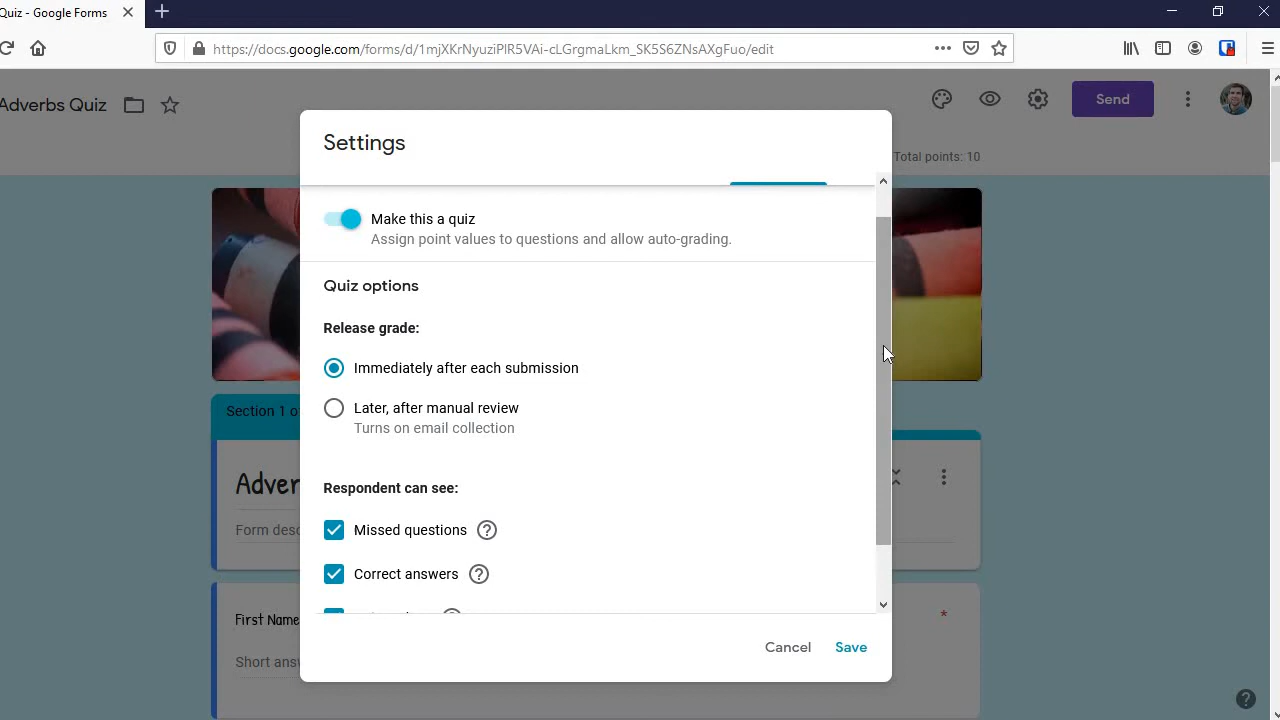 Quiz - Google Forms
https://docs.google.com/forms/d/1mjXKrNyuziPlR5VAi-cLGrgmaLkm_SK5S6ZNsAXgFuo/edit
Adverbs Quiz
Send
Total points: 10
Settings
Make this a quiz
Assign point values to questions and allow auto-grading.
Quiz options
Release grade:
Immediately after each submission
Later, after manual review
Turns on email collection
Respondent can see:
Missed questions
Correct answers
Section 1 o
Adver
Form desc
First Name
Short ans
Cancel
Save